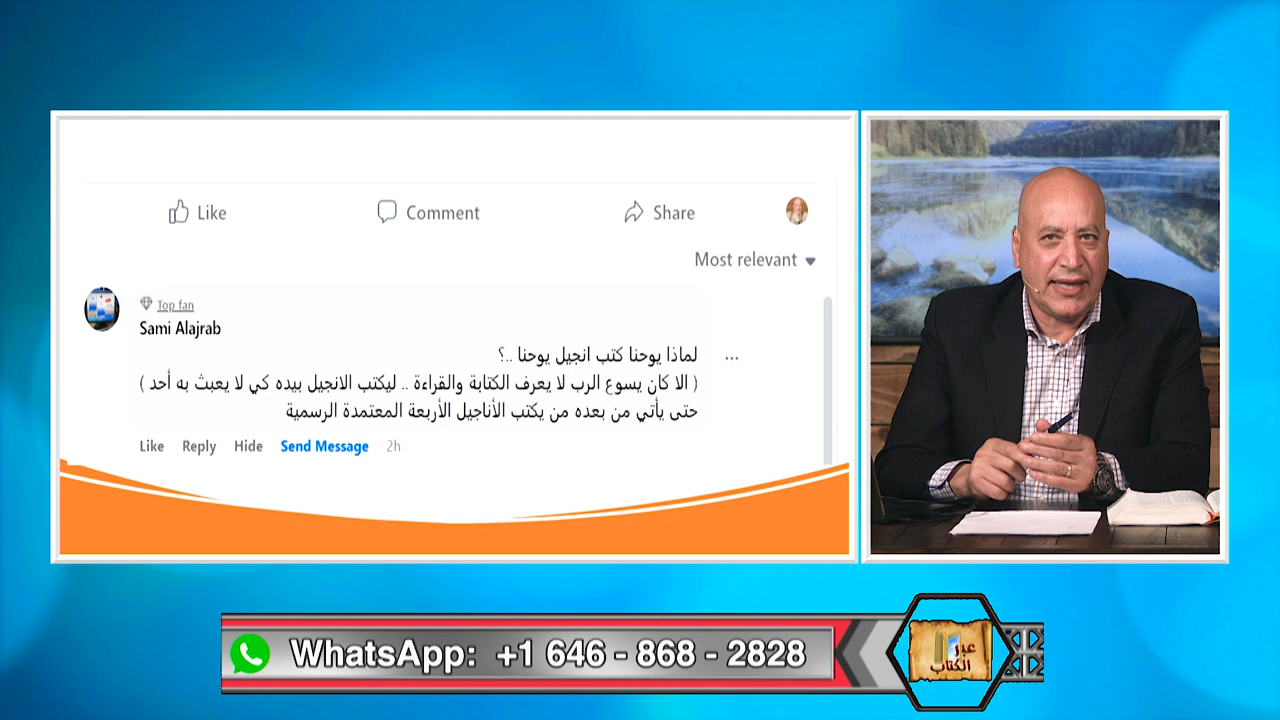 Like
Comment
Share
Most relevant
Top fan
Sami Alajrab
لماذا يوحنا كتب انجيل يوحنا ..؟
...
( الا كان يسوع الرب لا يعرف الكتابة والقراءة .. ليكتب الانجيل بيده كي لا يعبث به أحد )
حتى يأتي من بعده من يكتب الأناجيل الأربعة المعتمدة الرسمية
Like Reply Hide Send Message 2h
WhatsApp: +1 646 - 868 - 2828
عبر
الكتاب